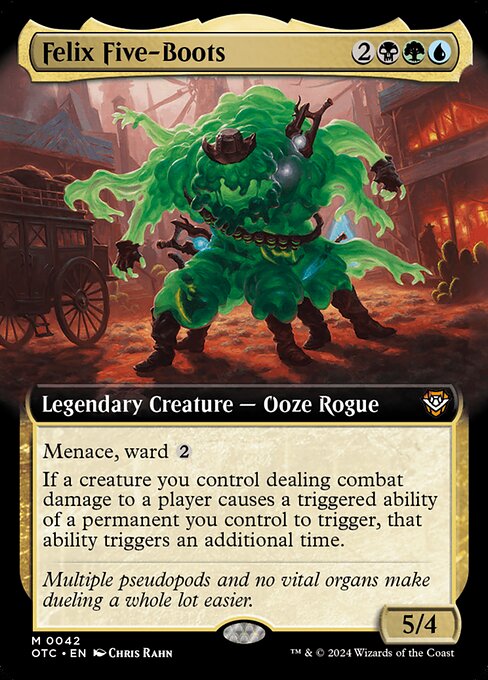 Felix Five-Boots 2
Legendary Creature — Ooze Rogue
Menace, ward 2
If a creature you control dealing combat
damage to a player causes a triggered ability
of a permanent you control to trigger, that
ability triggers an additional time.
Multiple pseudopods and no vital organs make
dueling a whole lot easier.
5/4
M 0042
OTC • EN Chris Rahn
™ & © 2024 Wizards of the Coast